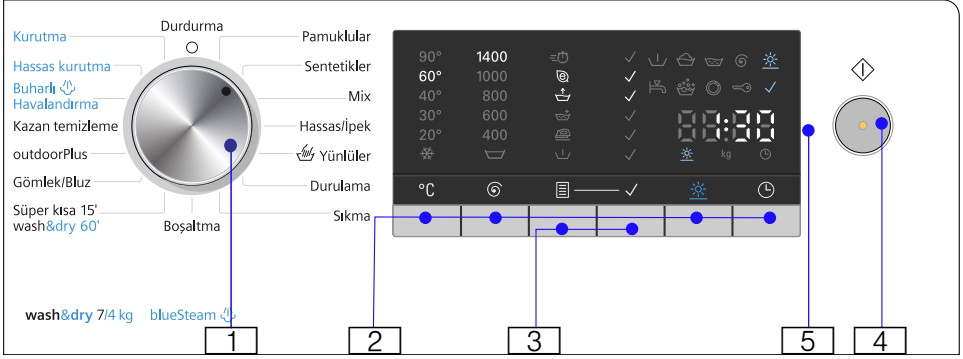 Durdurma
Kurutma
Hassas kurutma
Buharlı
Havalandırma
Kazan temizleme
outdoorPlus
Gömlek/Bluz
Süper kısa 15'
wash&dry 60'
Boşaltma
Pamuklular
Sentetikler
Mix
Hassas/İpek
Yünlüler
Durulama
Sıkma
90° 1400
60° 1000
40° 800
30° 600
20° 400
1:30
kg
°C
wash&dry 7/4 kg blueSteam
1 2 3 5 4